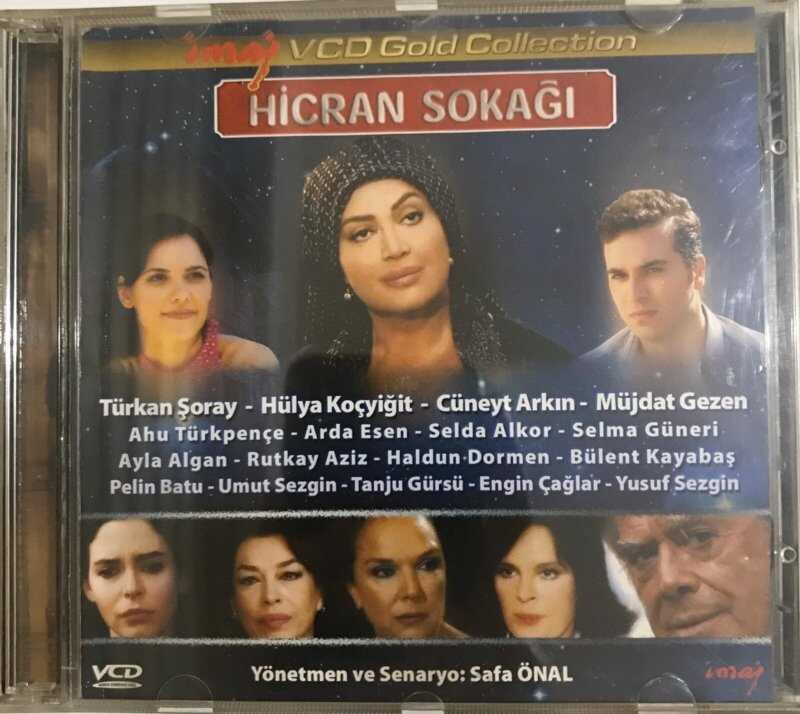 imaj VCD Gold Collection
HİCRAN SOKAĞI
Türkan Şoray - Hülya Koçyiğit - Cüneyt Arkın - Müjdat Gezen
Ahu Türkpençe - Arda Esen - Selda Alkor - Selma Güneri
Ayla Algan - Rutkay Aziz - Haldun Dormen - Bülent Kayabaş
Pelin Batu - Umut Sezgin - Tanju Gürsü - Engin Çağlar - Yusuf Sezgin
VCD
Yönetmen ve Senaryo: Safa ÖNAL
imaj